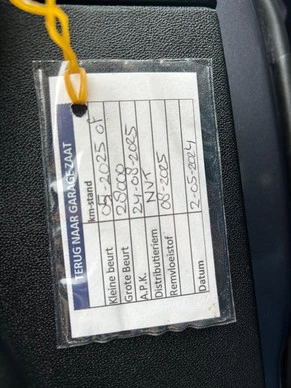 TERUG NAAR GARAGE ZAAT
km-stand
Kleine beurt 05-2025 of
Grote Beurt 28000
A.P.K. 24-08-2025
Distributieriem NVT
Remvloeistof 08-2025
Datum 2-05-2024